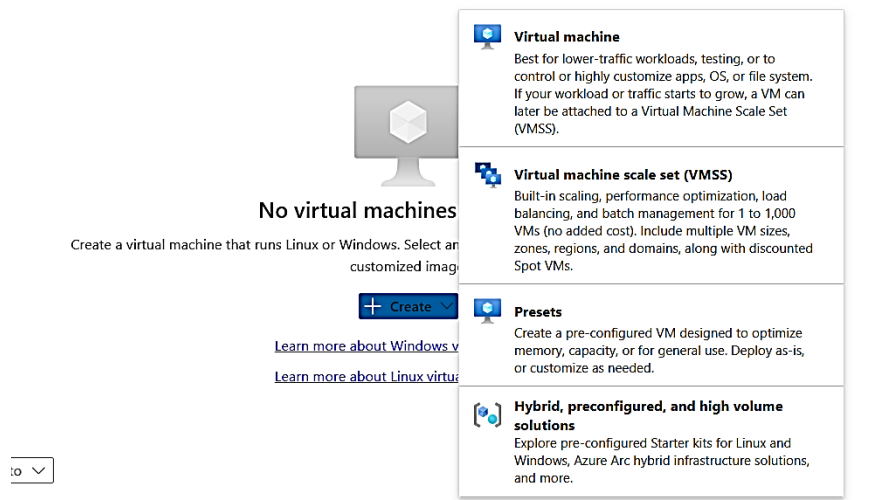 Virtual machine
Best for lower-traffic workloads, testing, or to
control or highly customize apps, OS, or file system.
If your workload or traffic starts to grow, a VM can
later be attached to a Virtual Machine Scale Set
(VMSS).
Virtual machine scale set (VMSS)
Built-in scaling, performance optimization, load
balancing, and batch management for 1 to 1,000
VMs (no added cost). Include multiple VM sizes,
zones, regions, and domains, along with discounted
Spot VMs.
Presets
Create a pre-configured VM designed to optimize
memory, capacity, or for general use. Deploy as-is,
or customize as needed.
Hybrid, preconfigured, and high volume
solutions
Explore pre-configured Starter kits for Linux and
Windows, Azure Arc hybrid infrastructure solutions,
and more.
No virtual machines
Create a virtual machine that runs Linux or Windows. Select an
customized
Create
Learn more about Windows
Learn more about Linux
to